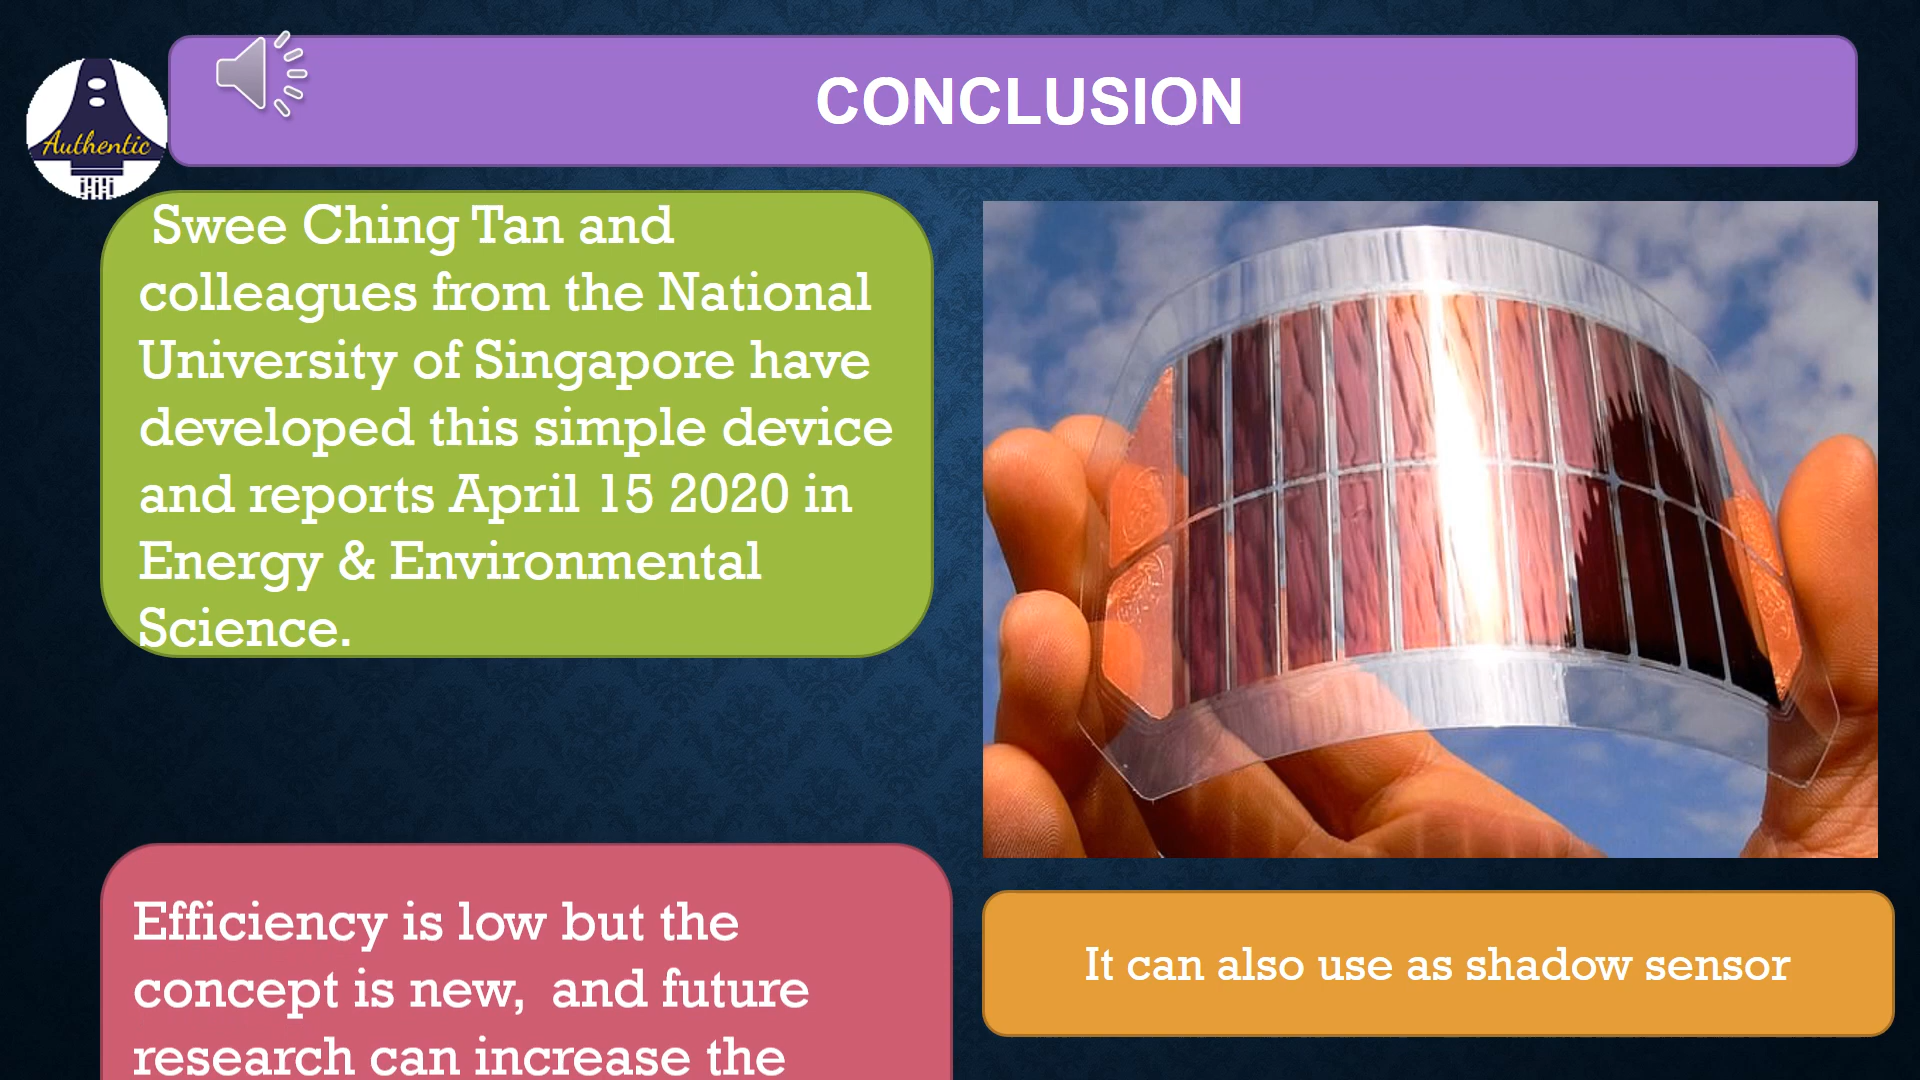 CONCLUSION
Authentic
Swee Ching Tan and
colleagues from the National
University of Singapore have
developed this simple device
and reports April 15 2020 in
Energy & Environmental
Science.
Efficiency is low but the
concept is new,  and future
research can increase the
It can also use as shadow sensor